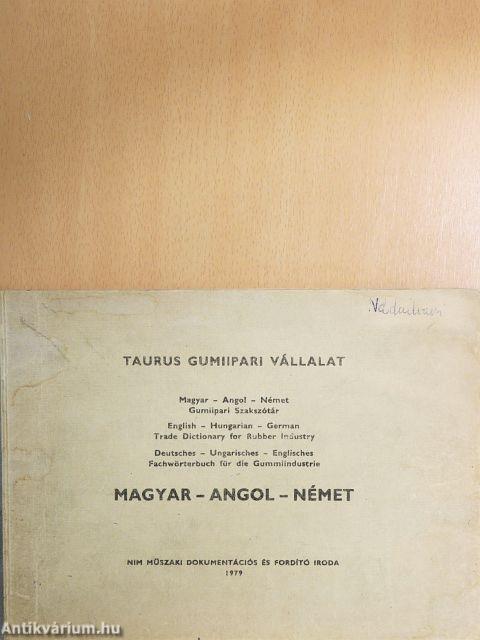 TAURUS GUMIIPARI VÁLLALAT
Magyar – Angol – Német
Gumiipari Szakszótár
English – Hungarian – German
Trade Dictionary for Rubber Industry
Deutsches – Ungarisches – Englisches
Fachwörterbuch für die Gummiindustrie
MAGYAR – ANGOL – NÉMET
NIM MŰSZAKI DOKUMENTÁCIÓS ÉS FORDÍTÓ IRODA
1979
Antikvárium.hu